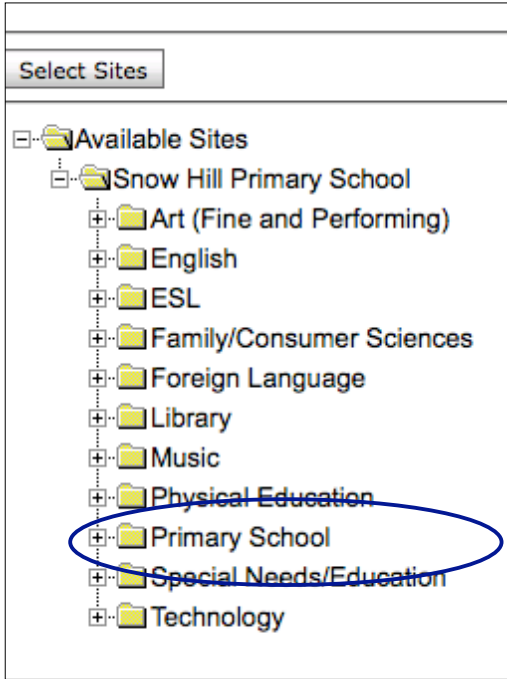 Select Sites
Available Sites
Snow Hill Primary School
Art (Fine and Performing)
English
ESL
Family/Consumer Sciences
Foreign Language
Library
Music
Physical Education
Primary School
Special Needs/Education
Technology